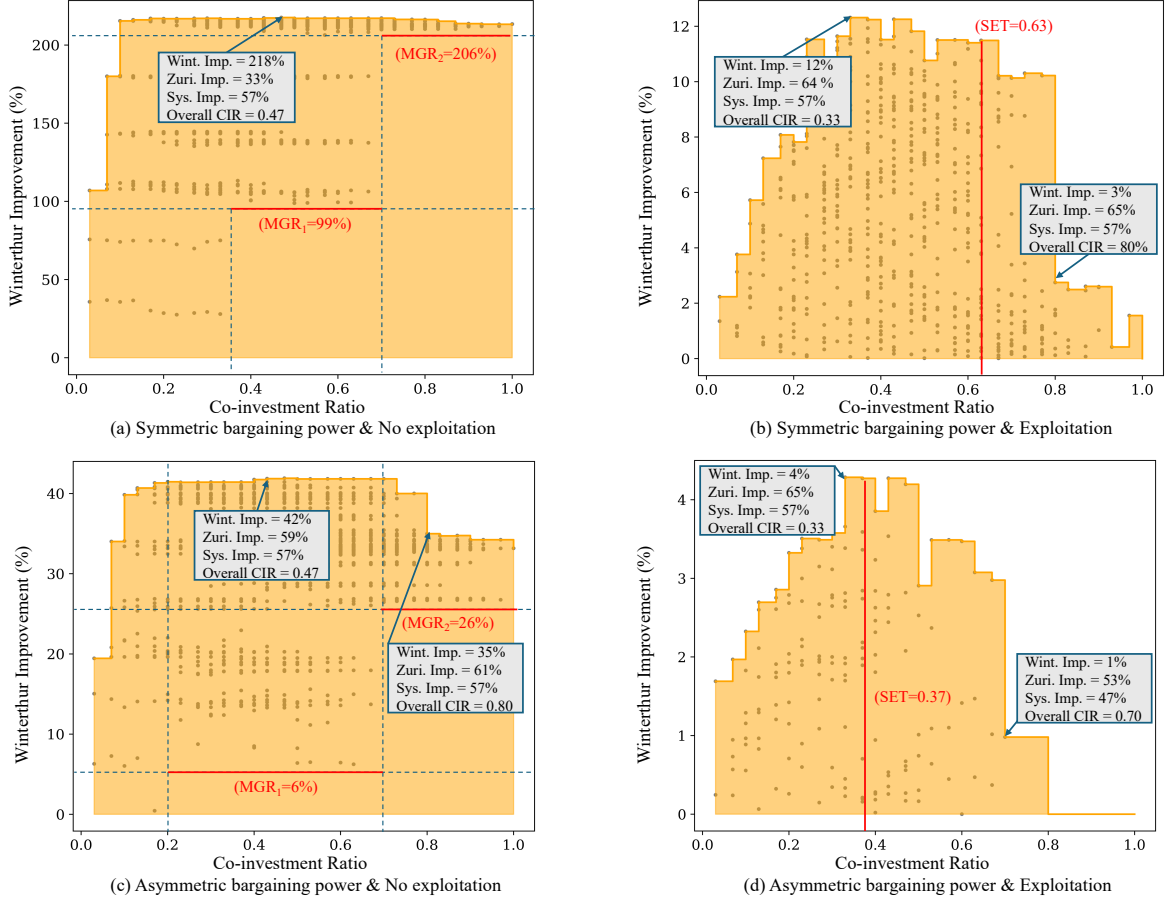 Winterthur Improvement (%)
200
150
100
50
0
Wint. Imp. = 218%
Zuri. Imp. = 33%
Sys. Imp. = 57%
Overall CIR = 0.47
(MGR₂=206%)
(MGR₁=99%)
0.0 0.2 0.4 0.6 0.8 1.0
Co-investment Ratio
(a) Symmetric bargaining power & No exploitation
Winterthur Improvement (%)
12
10
8
6
4
2
0
Wint. Imp. = 12%
Zuri. Imp. = 64 %
Sys. Imp. = 57%
Overall CIR = 0.33
(SET=0.63)
Wint. Imp. = 3%
Zuri. Imp. = 65%
Sys. Imp. = 57%
Overall CIR = 80%
0.0 0.2 0.4 0.6 0.8 1.0
Co-investment Ratio
(b) Symmetric bargaining power & Exploitation
Winterthur Improvement (%)
40
30
20
10
0
Wint. Imp. = 42%
Zuri. Imp. = 59%
Sys. Imp. = 57%
Overall CIR = 0.47
(MGR₂=26%)
Wint. Imp. = 35%
Zuri. Imp. = 61%
Sys. Imp. = 57%
Overall CIR = 0.80
(MGR₁=6%)
0.0 0.2 0.4 0.6 0.8 1.0
Co-investment Ratio
(c) Asymmetric bargaining power & No exploitation
Winterthur Improvement (%)
4
3
2
1
0
Wint. Imp. = 4%
Zuri. Imp. = 65%
Sys. Imp. = 57%
Overall CIR = 0.33
(SET=0.37)
Wint. Imp. = 1%
Zuri. Imp. = 53%
Sys. Imp. = 47%
Overall CIR = 0.70
0.0 0.2 0.4 0.6 0.8 1.0
Co-investment Ratio
(d) Asymmetric bargaining power & Exploitation